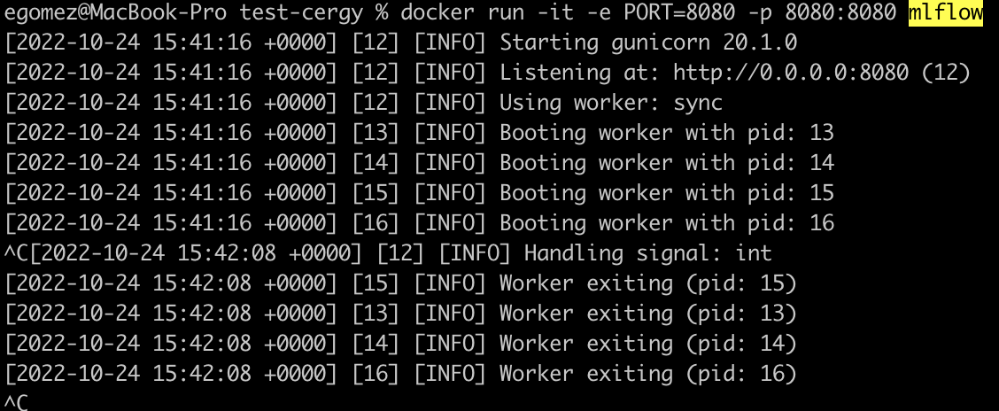 egomez@MacBook-Pro test-cergy % docker run -it -e PORT=8080 -p 8080:8080 mlflow
[2022-10-24 15:41:16 +0000] [12] [INFO] Starting gunicorn 20.1.0
[2022-10-24 15:41:16 +0000] [12] [INFO] Listening at: http://0.0.0.0:8080 (12)
[2022-10-24 15:41:16 +0000] [12] [INFO] Using worker: sync
[2022-10-24 15:41:16 +0000] [13] [INFO] Booting worker with pid: 13
[2022-10-24 15:41:16 +0000] [14] [INFO] Booting worker with pid: 14
[2022-10-24 15:41:16 +0000] [15] [INFO] Booting worker with pid: 15
[2022-10-24 15:41:16 +0000] [16] [INFO] Booting worker with pid: 16
^C[2022-10-24 15:42:08 +0000] [12] [INFO] Handling signal: int
[2022-10-24 15:42:08 +0000] [15] [INFO] Worker exiting (pid: 15)
[2022-10-24 15:42:08 +0000] [13] [INFO] Worker exiting (pid: 13)
[2022-10-24 15:42:08 +0000] [14] [INFO] Worker exiting (pid: 14)
[2022-10-24 15:42:08 +0000] [16] [INFO] Worker exiting (pid: 16)
^C